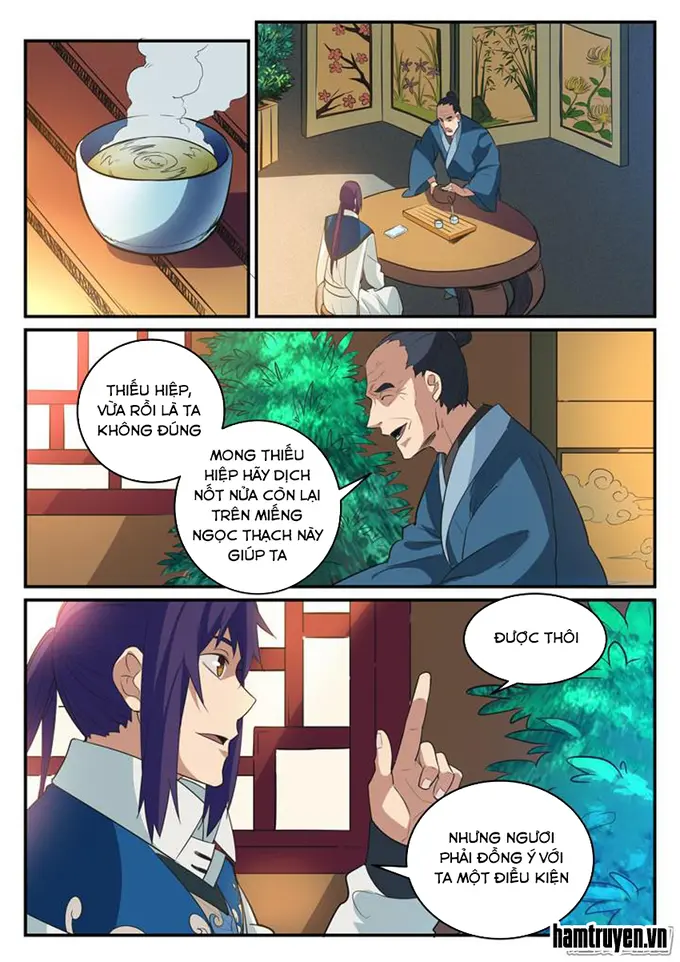 THIẾU HIỆP,
VỪA RỒI LÀ TA
KHÔNG ĐÚNG
MONG THIẾU
HIỆP HÃY DỊCH
NỐT NỬA CÒN LẠI
TRÊN MIẾNG
NGỌC THẠCH NÀY
GIÚP TA
ĐƯỢC THÔI
NHƯNG NGƯƠI
PHẢI ĐỒNG Ý VỚI
TA MỘT ĐIỀU KIỆN
hamtruyen.vn